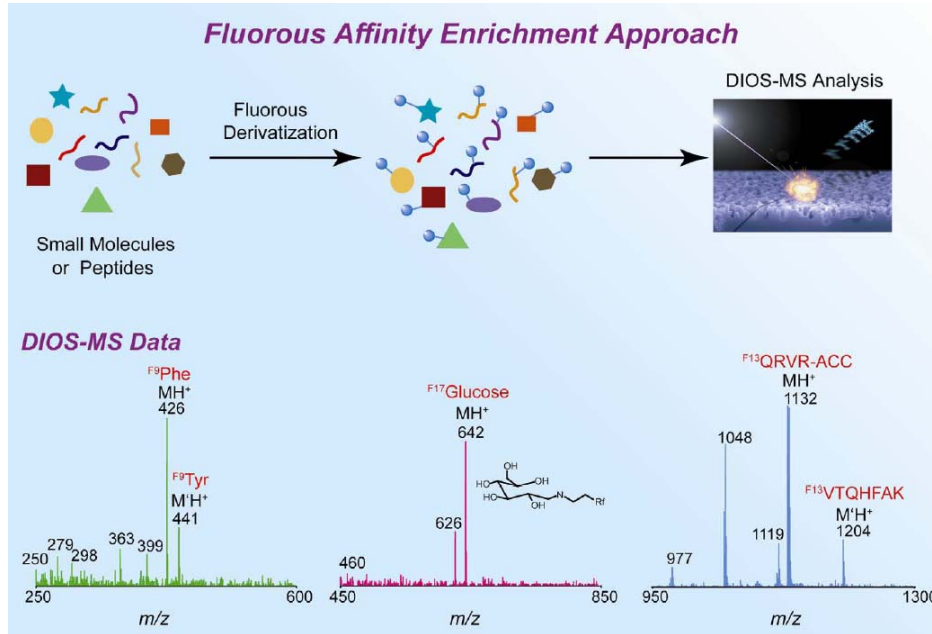 Fluorous Affinity Enrichment Approach
DIOS-MS Analysis
Fluorous
Derivatization
Small Molecules
or Peptides
DIOS-MS Data
F9Phe
MH+
426
F9Tyr
M'H+
441
250
279
298
363
399
250
600
m/z
F17Glucose
MH+
642
626
460
OH
OH
HO
HO
OH
N
Rf
450
850
m/z
F13QRVR-ACC
MH+
1132
1048
F13VTQHFAK
M'H+
1204
1119
977
950
1300
m/z